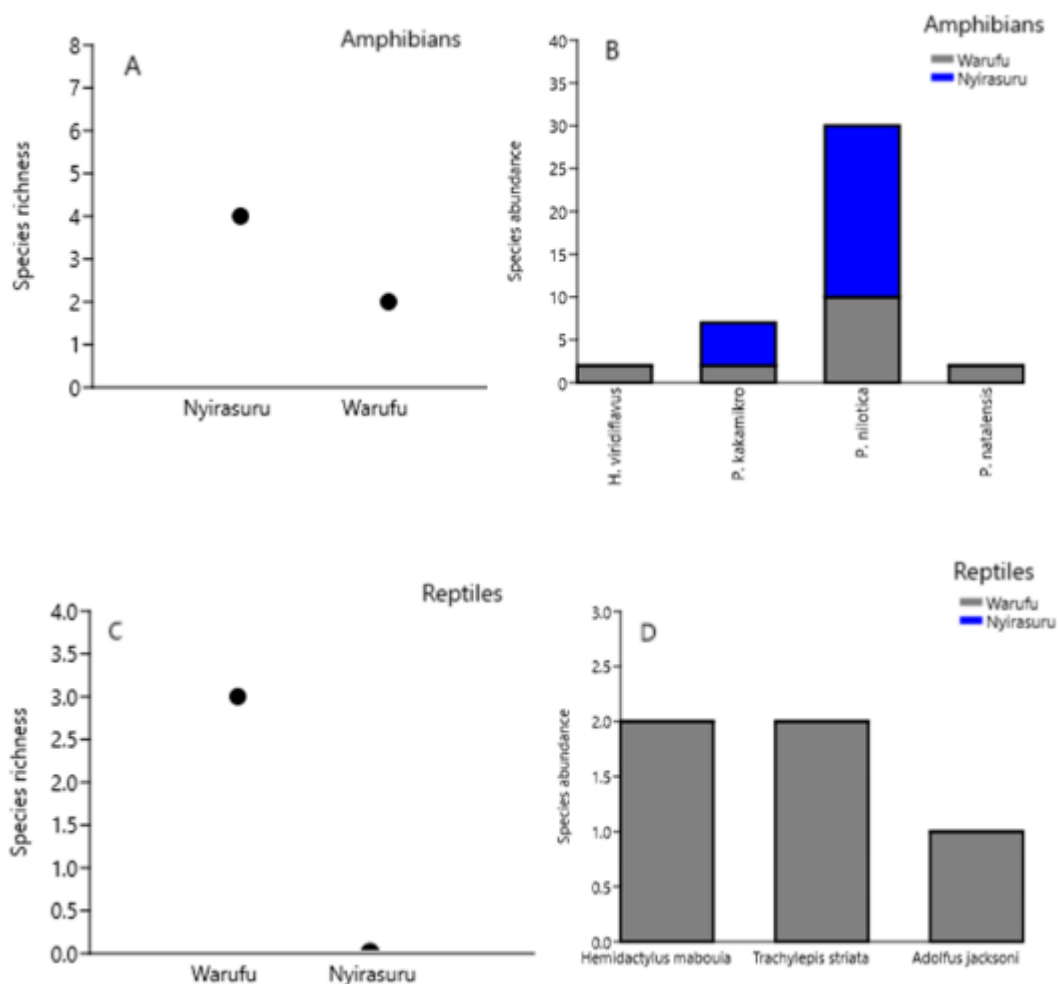 Amphibians
A
8
7
6
5
4
3
2
1
0
Species richness
Nyirasuru Warufu
Amphibians
B
Warufu
Nyirasuru
40
35
30
25
20
15
10
5
0
Species abundance
H. viridiflavus
P. kakamikro
P. nilotica
P. natalensis
Reptiles
C
4.0
3.5
3.0
2.5
2.0
1.5
1.0
0.5
0.0
Species richness
Warufu Nyirasuru
Reptiles
D
Warufu
Nyirasuru
3.0
2.5
2.0
1.5
1.0
0.5
0.0
Species abundance
Hemidactylus mabouia Trachylepis striata Adolfus jacksoni